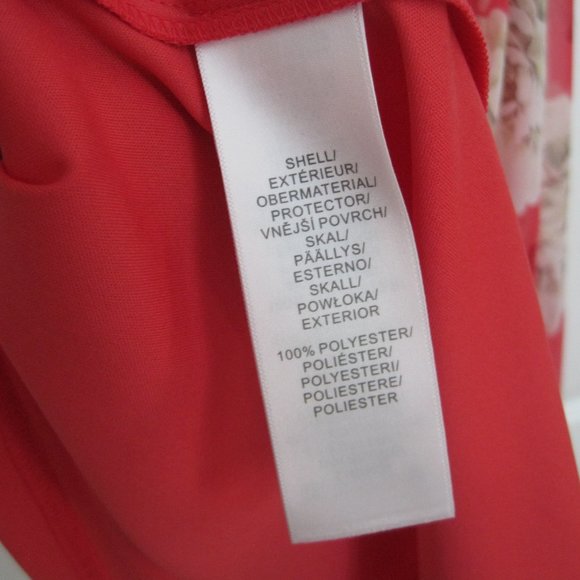 SHELL/
EXTÉRIEUR/
OBERMATERIAL/
PROTECTOR/
VNĚJŠÍ POVRCH/
SKAL/
PÄÄLLYS/
ESTERNO/
SKALL/
POWŁOKA/
EXTERIOR
100% POLYESTER/
POLIÉSTER/
POLYESTERI/
POLIESTERE/
POLIESTER